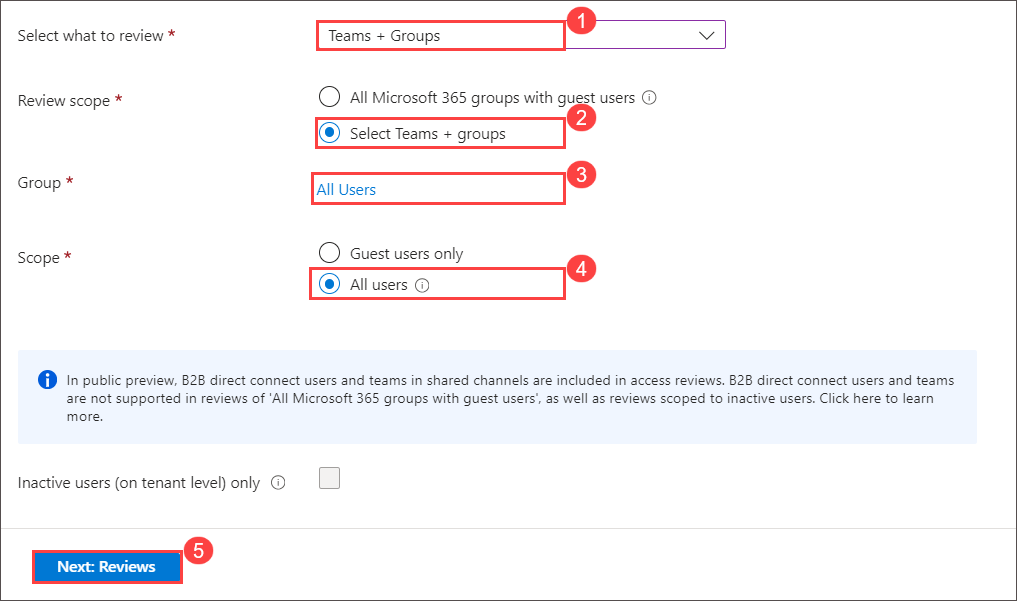 Select what to review *
Teams + Groups
1
Review scope *
All Microsoft 365 groups with guest users
2
Select Teams + groups
Group *
3
All Users
Scope *
Guest users only
4
All users
In public preview, B2B direct connect users and teams in shared channels are included in access reviews. B2B direct connect users and teams
are not supported in reviews of 'All Microsoft 365 groups with guest users', as well as reviews scoped to inactive users. Click here to learn
more.
Inactive users (on tenant level) only
5
Next: Reviews